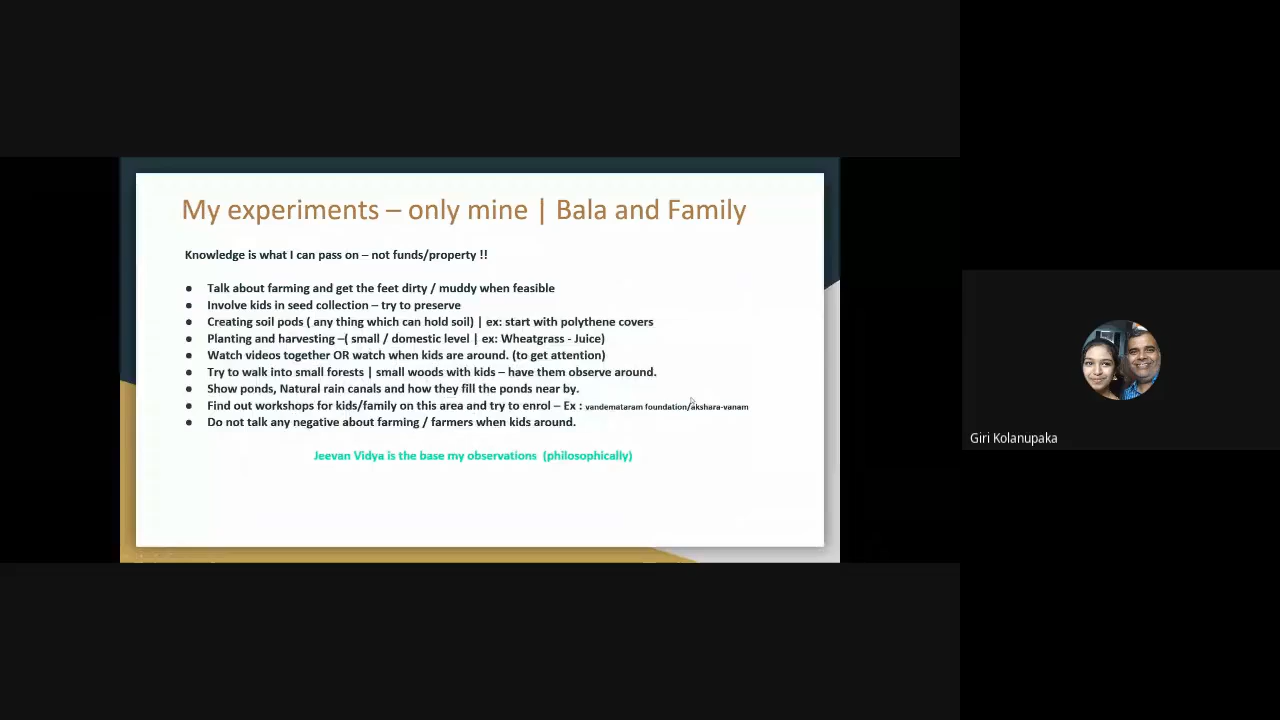 My experiments – only mine | Bala and Family
Knowledge is what I can pass on – not funds/property !!
● Talk about farming and get the feet dirty / muddy when feasible
● Involve kids in seed collection – try to preserve
● Creating soil pods ( any thing which can hold soil) | ex: start with polythene covers
● Planting and harvesting –( small / domestic level | ex: Wheatgrass - Juice)
● Watch videos together OR watch when kids are around. (to get attention)
● Try to walk into small forests | small woods with kids – have them observe around.
● Show ponds, Natural rain canals and how they fill the ponds near by.
● Find out workshops for kids/family on this area and try to enrol – Ex : vandemataram foundation/akshara-vanam
● Do not talk any negative about farming / farmers when kids around.
Jeevan Vidya is the base my observations (philosophically)
Giri Kolanupaka